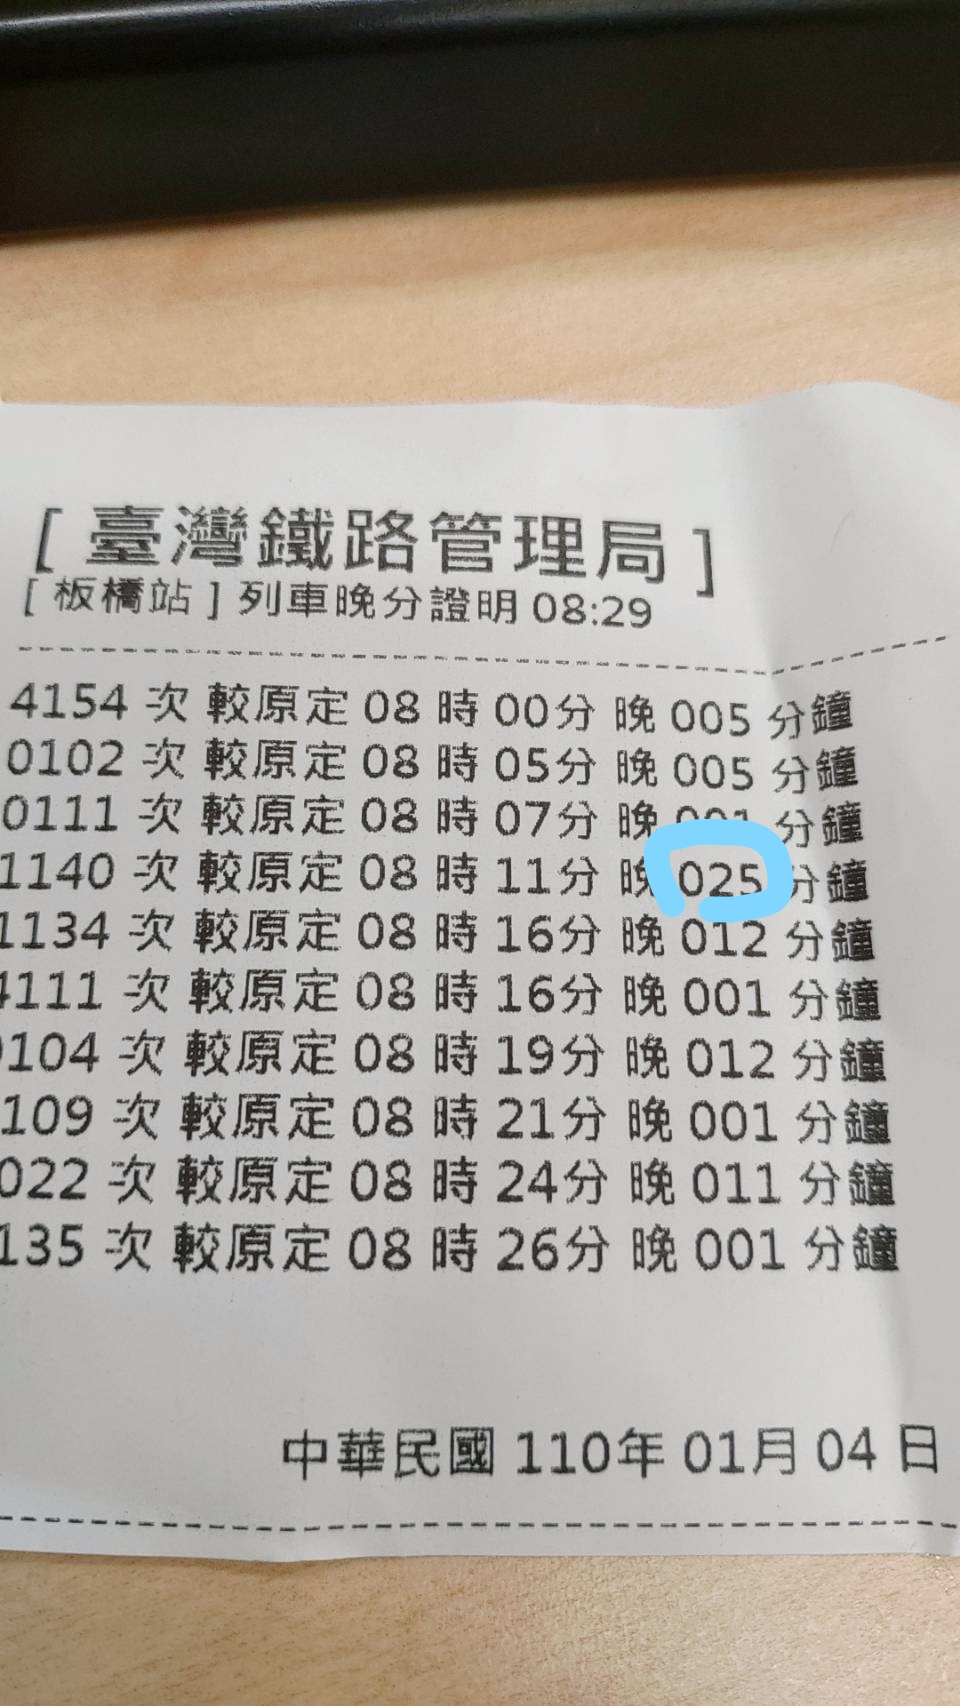 [ 臺灣鐵路管理局 ]
[ 板橋站 ] 列車晚分證明 08:29
4154 次 較原定 08 時 00分 晚 005 分鐘
0102 次 較原定 08 時 05分 晚 005 分鐘
0111 次 較原定 08 時 07分 晚 001 分鐘
1140 次 較原定 08 時 11分 晚 025 分鐘
1134 次 較原定 08 時 16分 晚 012 分鐘
4111 次 較原定 08 時 16分 晚 001 分鐘
104 次 較原定 08 時 19分 晚 012 分鐘
109 次 較原定 08 時 21分 晚 001 分鐘
022 次 較原定 08 時 24分 晚 011 分鐘
135 次 較原定 08 時 26分 晚 001 分鐘
中華民國 110年 01月 04 日